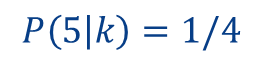 P(5|k) = 1/4